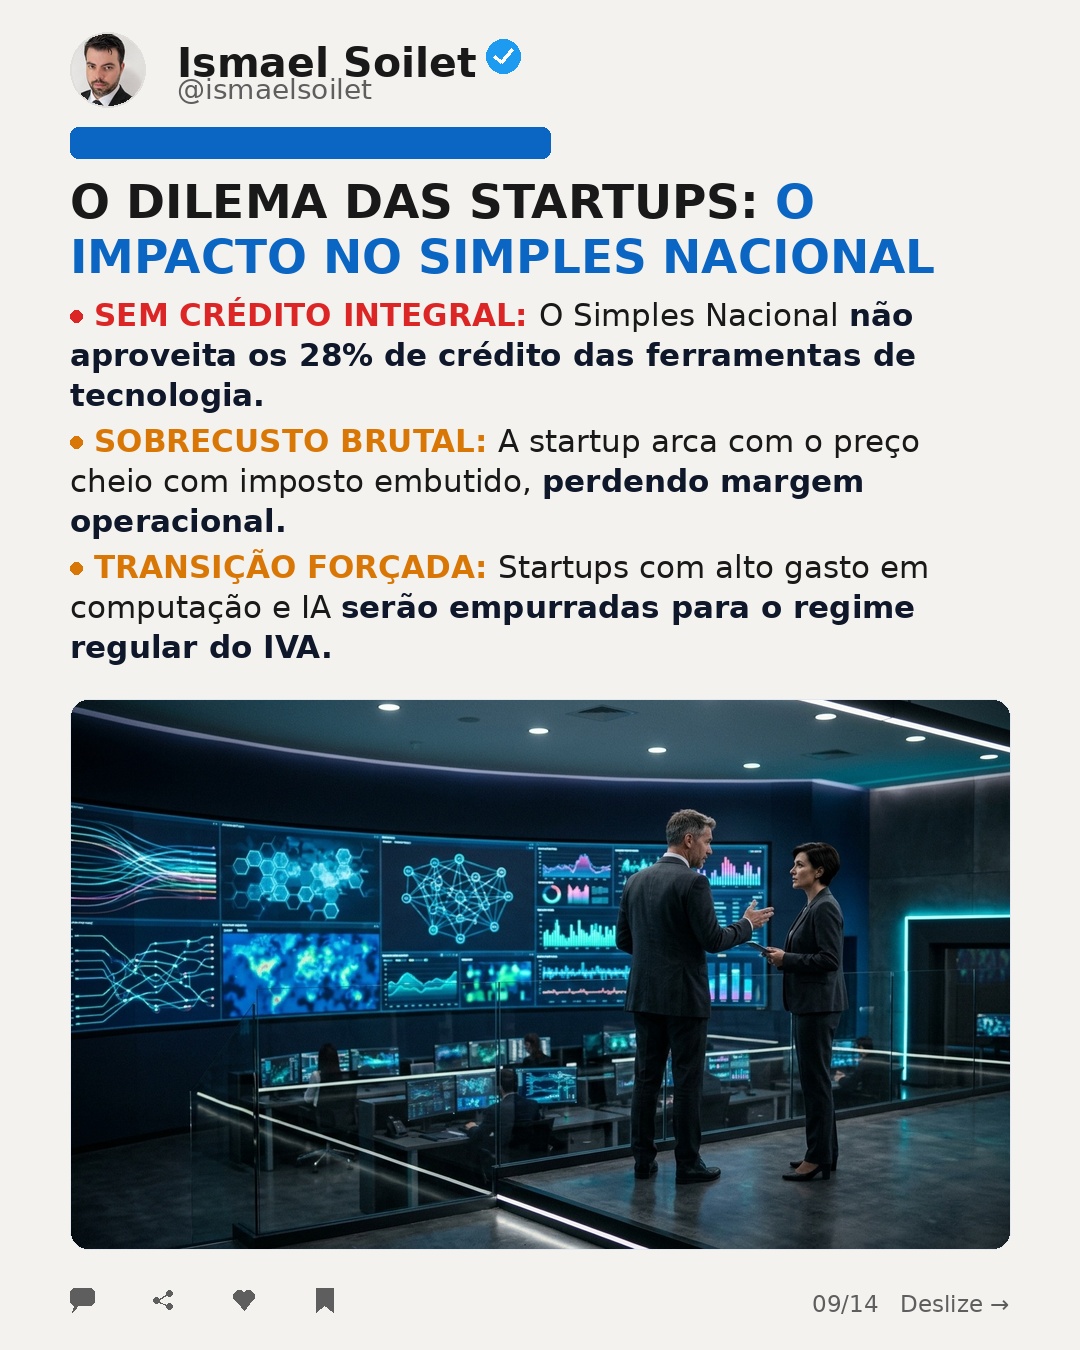 Ismael Soilet
@ismaelsoilet
O DILEMA DAS STARTUPS: O
IMPACTO NO SIMPLES NACIONAL
• SEM CRÉDITO INTEGRAL: O Simples Nacional não
aproveita os 28% de crédito das ferramentas de
tecnologia.
• SOBRECUSTO BRUTAL: A startup arca com o preço
cheio com imposto embutido, perdendo margem
operacional.
• TRANSIÇÃO FORÇADA: Startups com alto gasto em
computação e IA serão empurradas para o regime
regular do IVA.
09/14 Deslize →